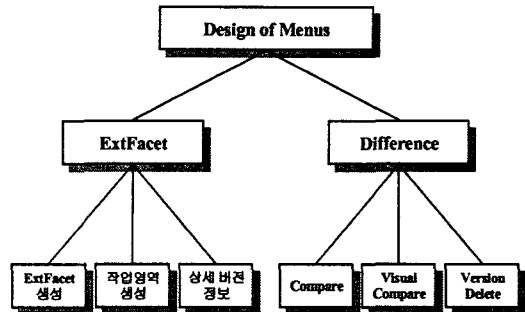 Design of Menus
ExtFacet
Difference
ExtFacet
생성
작업영역
생성
상세 버전
정보
Compare
Visual
Compare
Version
Delete